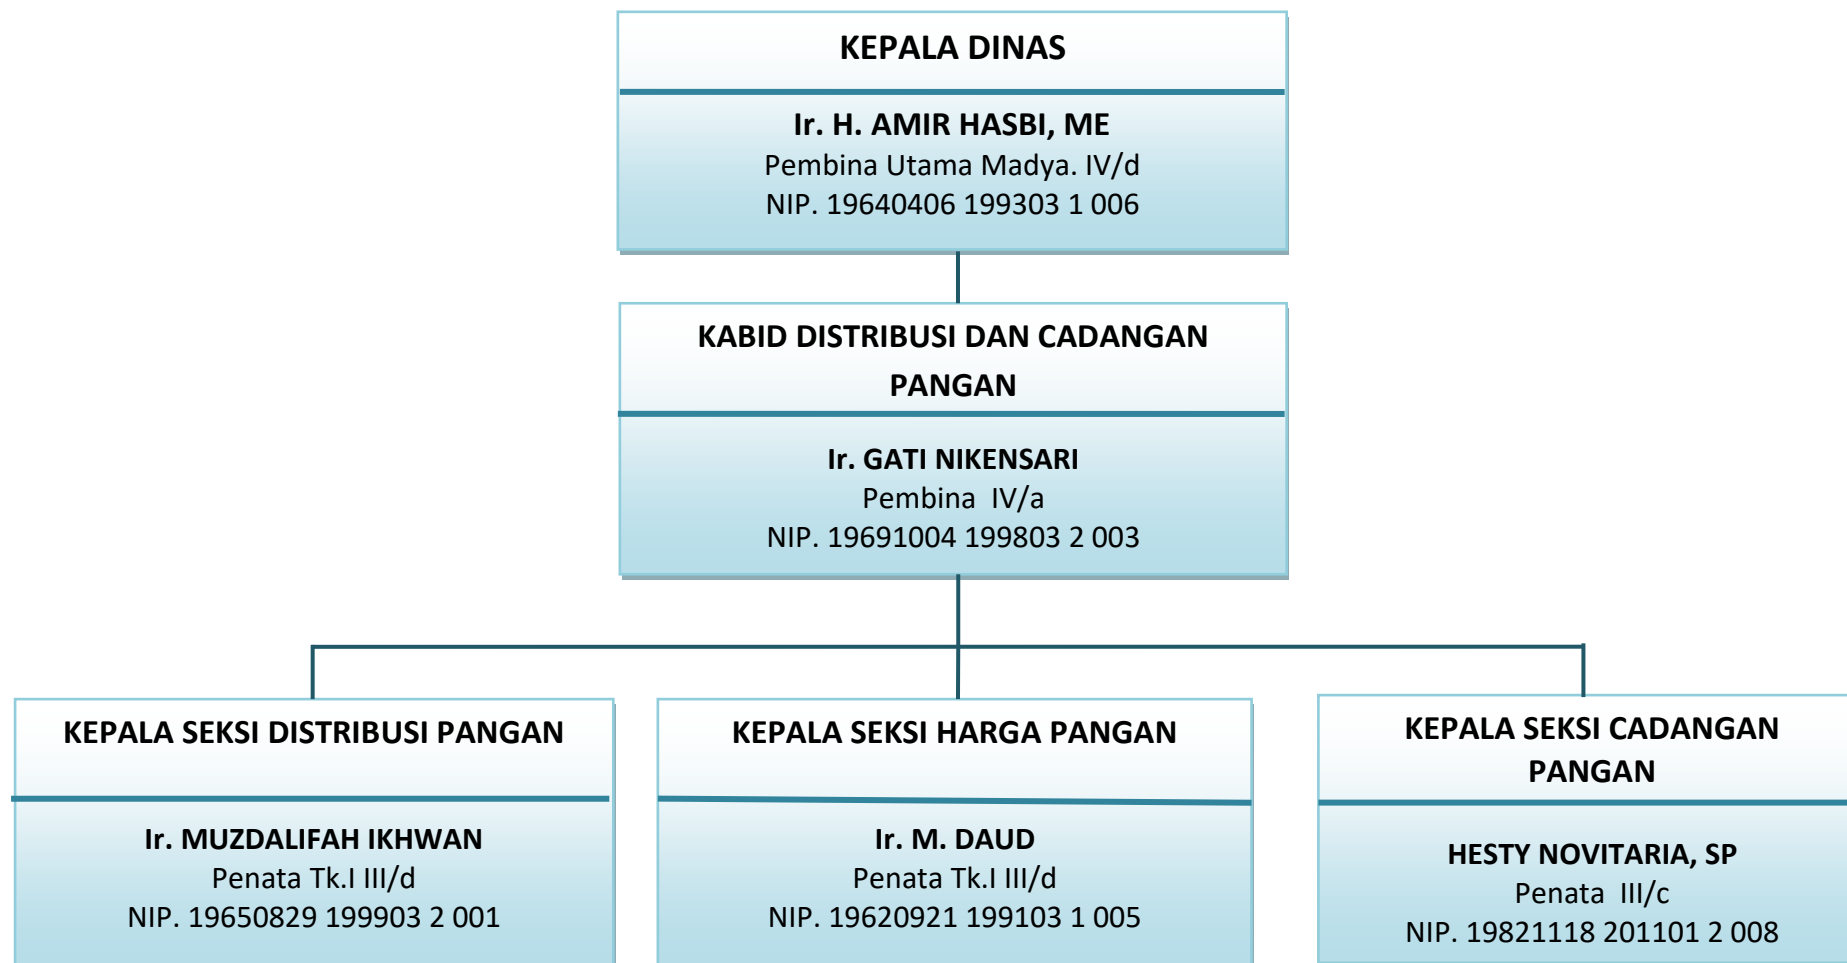 KEPALA DINAS
Ir. H. AMIR HASBI, ME
Pembina Utama Madya. IV/d
NIP. 19640406 199303 1 006
KABID DISTRIBUSI DAN CADANGAN
PANGAN
Ir. GATI NIKENSARI
Pembina  IV/a
NIP. 19691004 199803 2 003
KEPALA SEKSI DISTRIBUSI PANGAN
Ir. MUZDALIFAH IKHWAN
Penata Tk.I III/d
NIP. 19650829 199903 2 001
KEPALA SEKSI HARGA PANGAN
Ir. M. DAUD
Penata Tk.I III/d
NIP. 19620921 199103 1 005
KEPALA SEKSI CADANGAN
PANGAN
HESTY NOVITARIA, SP
Penata  III/c
NIP. 19821118 201101 2 008